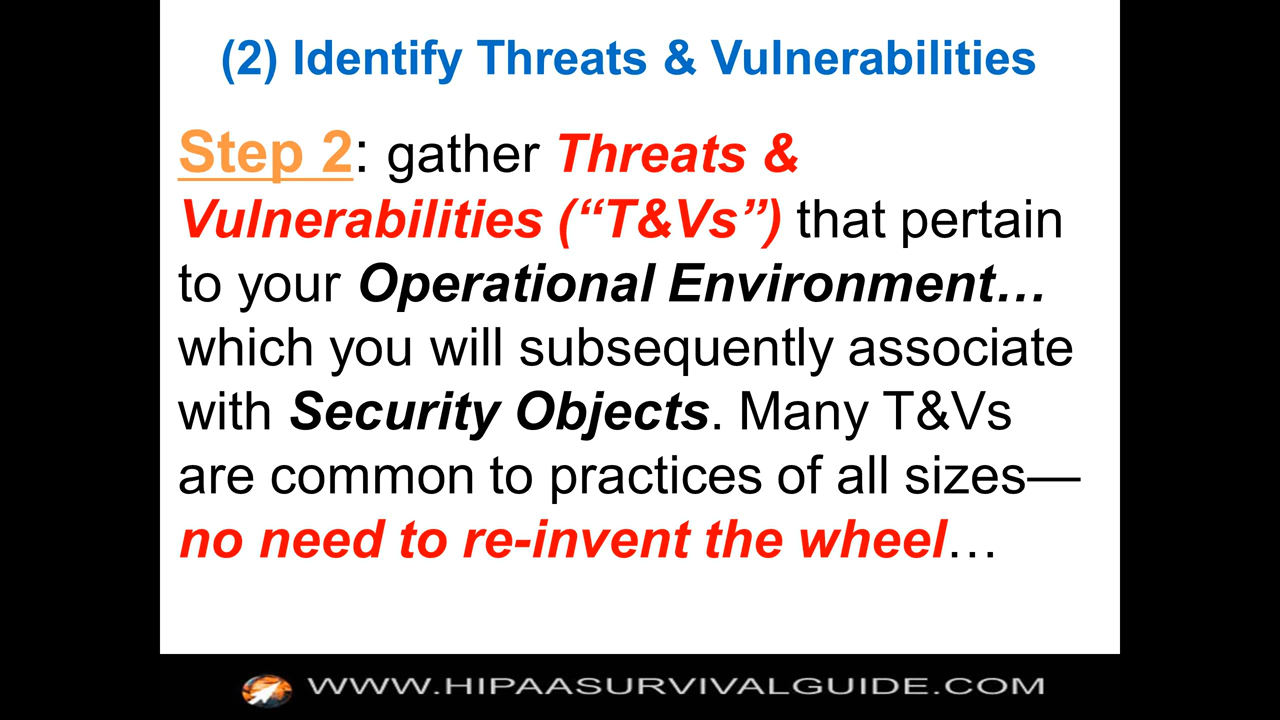 (2) Identify Threats & Vulnerabilities
Step 2: gather Threats &
Vulnerabilities (“T&Vs”) that pertain
to your Operational Environment…
which you will subsequently associate
with Security Objects. Many T&Vs
are common to practices of all sizes—
no need to re-invent the wheel…
WWW.HIPAASURVIVALGUIDE.COM